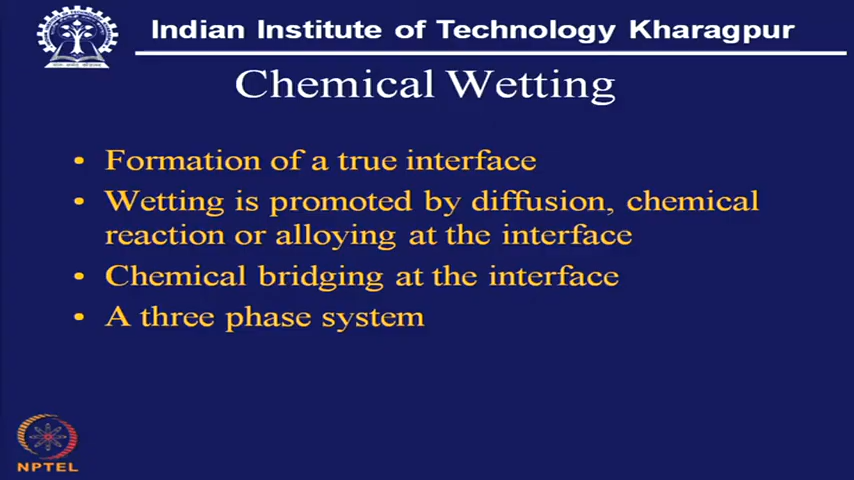 Indian Institute of Technology Kharagpur
Chemical Wetting
• Formation of a true interface
• Wetting is promoted by diffusion, chemical
reaction or alloying at the interface
• Chemical bridging at the interface
• A three phase system
NPTEL